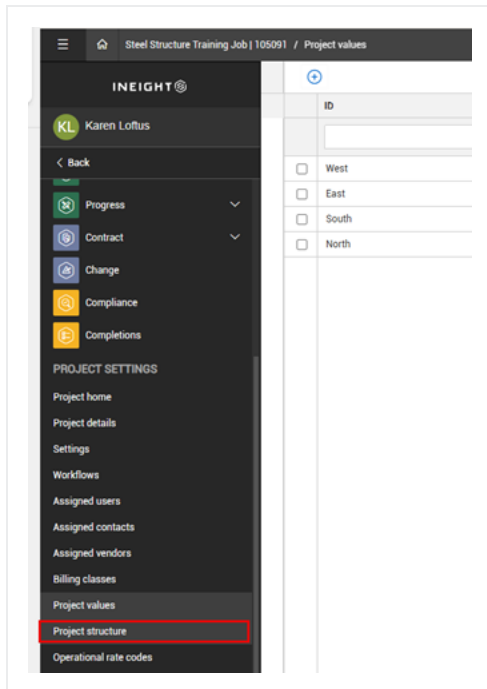 Steel Structure Training Job | 105091 / Project values
INEIGHT
KL Karen Loftus
< Back
Progress
Contract
Change
Compliance
Completions
PROJECT SETTINGS
Project home
Project details
Settings
Workflows
Assigned users
Assigned contacts
Assigned vendors
Billing classes
Project values
Project structure
Operational rate codes
ID
West
East
South
North